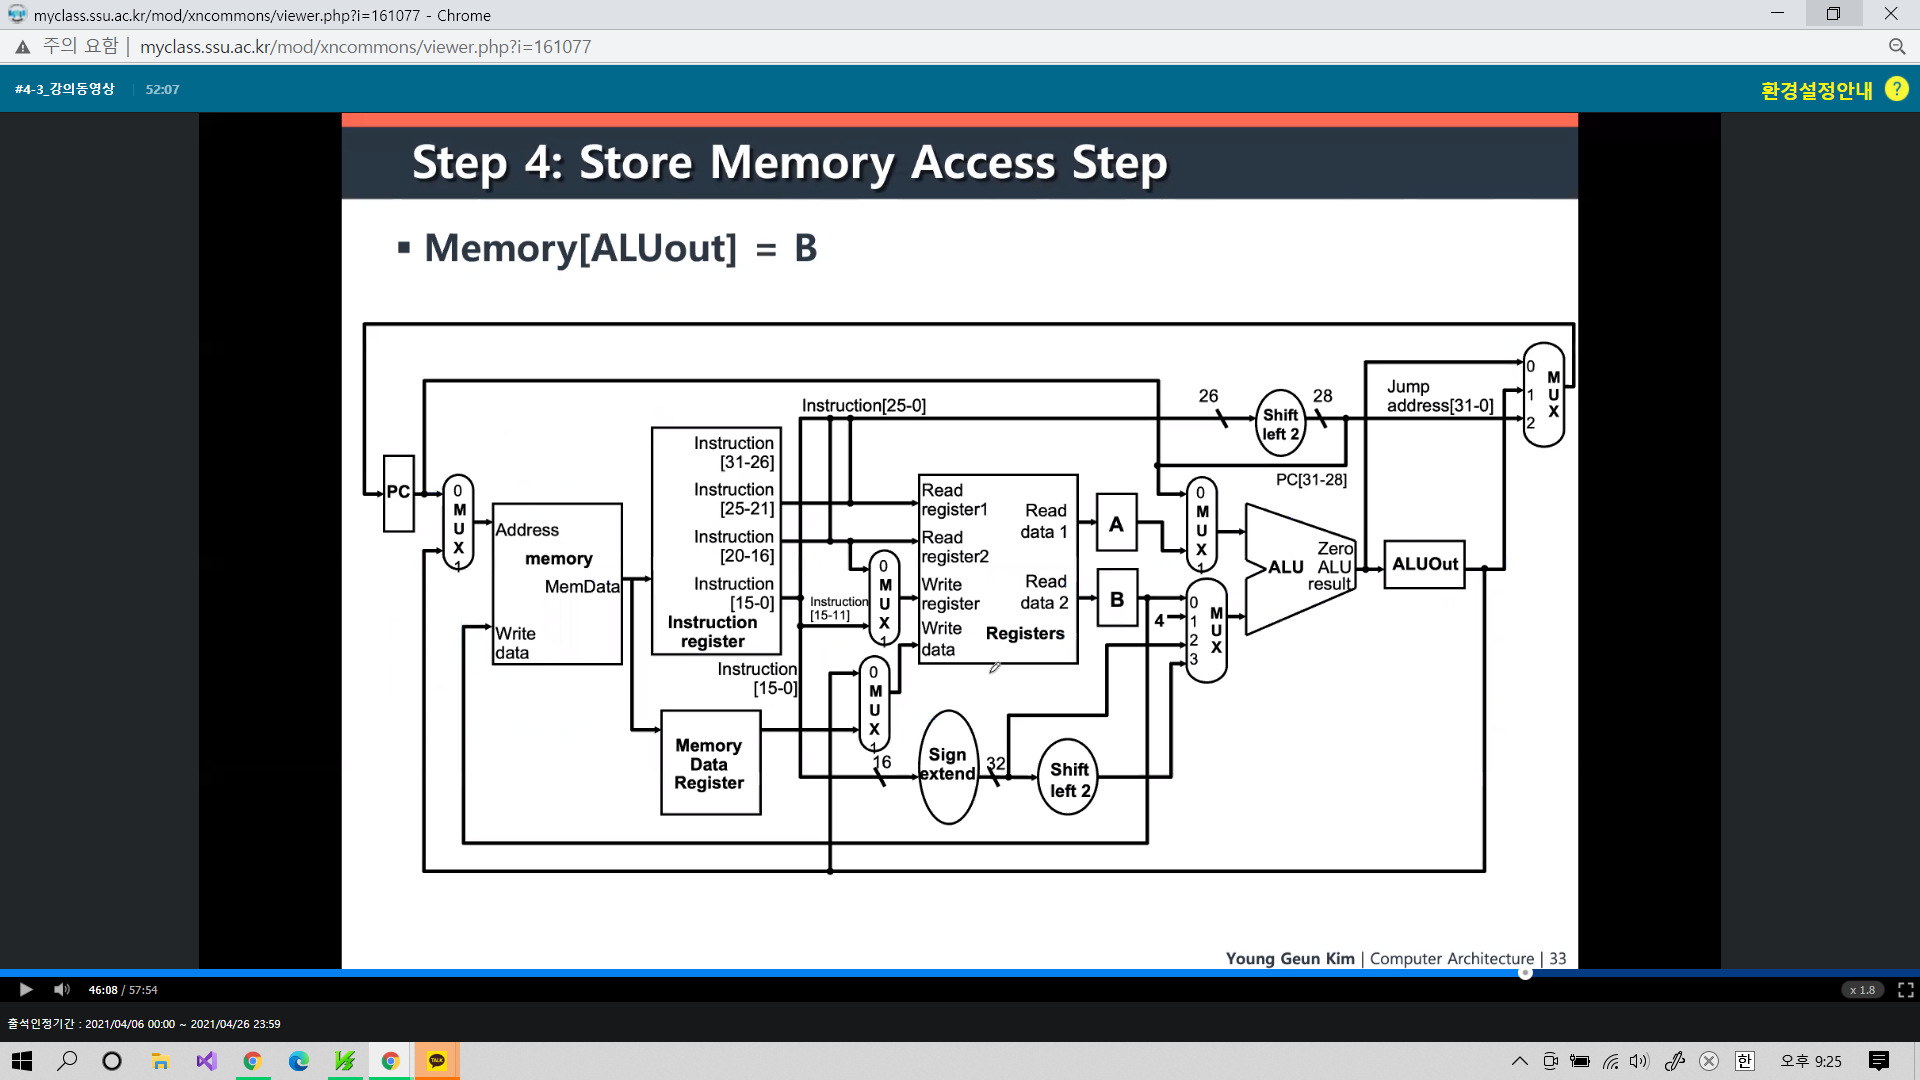 myclass.ssu.ac.kr/mod/xncommons/viewer.php?i=161077 - Chrome
주의 요함 | myclass.ssu.ac.kr/mod/xncommons/viewer.php?i=161077
#4-3_강의동영상 52:07 환경설정안내 ?
Step 4: Store Memory Access Step
▪ Memory[ALUout] = B
Instruction[25-0]
26
Shift
left 2
28
Jump
address[31-0]
0
1
2
M
U
X
PC[31-28]
PC
0
M
U
X
1
Address
memory
MemData
Write
data
Instruction
[31-26]
Instruction
[25-21]
Instruction
[20-16]
Instruction
[15-0]
Instruction
register
Instruction
[15-0]
Instruction
[15-11]
0
M
U
X
1
Read
register1
Read
register2
Write
register
Write
data
Read
data 1
Read
data 2
Registers
A
B
4
0
M
U
X
1
0
1
2
3
M
U
X
ALU
Zero
ALU
result
ALUOut
Memory
Data
Register
0
M
U
X
1
16
Sign
extend
32
Shift
left 2
Young Geun Kim | Computer Architecture | 33
46:08 / 57:54
x 1.8
출석인정기간 : 2021/04/06 00:00 ~ 2021/04/26 23:59
TALK
한
오후 9:25